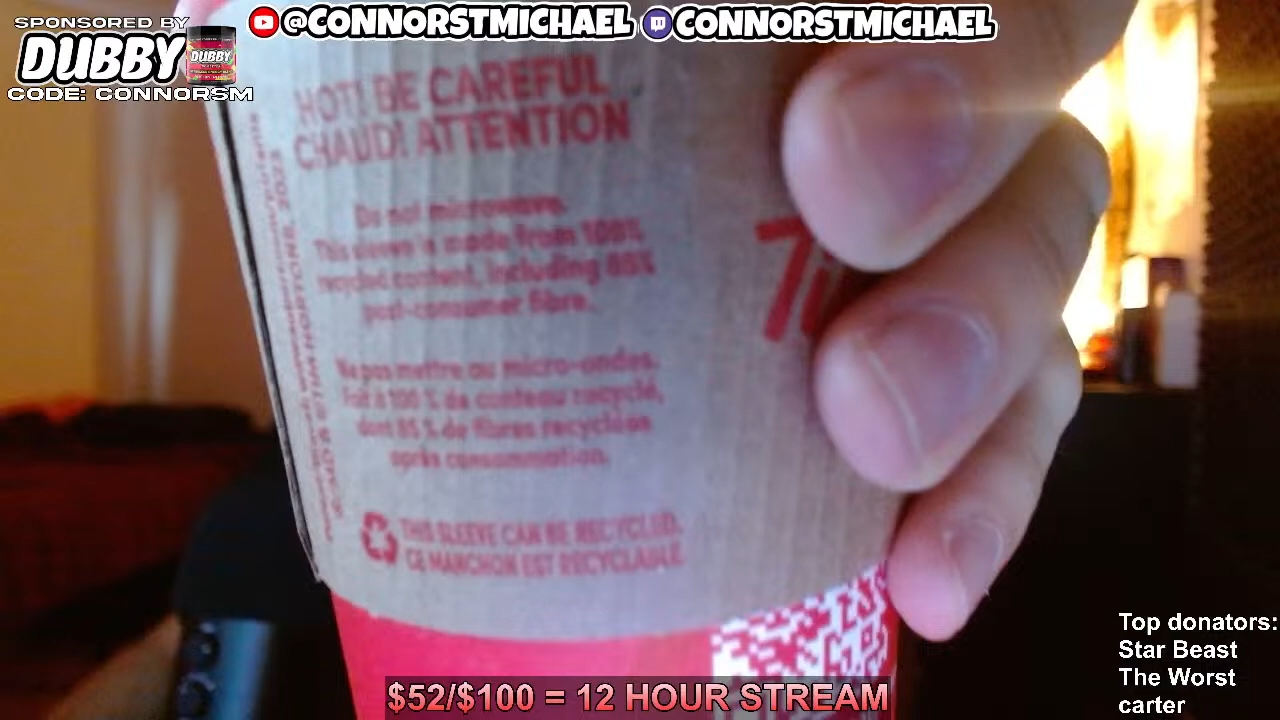 SPONSORED BY
DUBBY
DUBBY
CODE: CONNORSM
@CONNORSTMICHAEL
CONNORSTMICHAEL
HOT! BE CAREFUL
CHAUD! ATTENTION
Do not microwave.
This sleeve is made from 100%
recycled content, including 85%
post-consumer fibre.
Ne pas mettre au micro-ondes.
Fait à 100 % de contenu recyclé,
dont 85 % de fibres recyclées
après consommation.
THIS SLEEVE CAN BE RECYCLED.
CE MANCHON EST RECYCLABLE.
Top donators:
Star Beast
The Worst
carter
$52/$100 = 12 HOUR STREAM